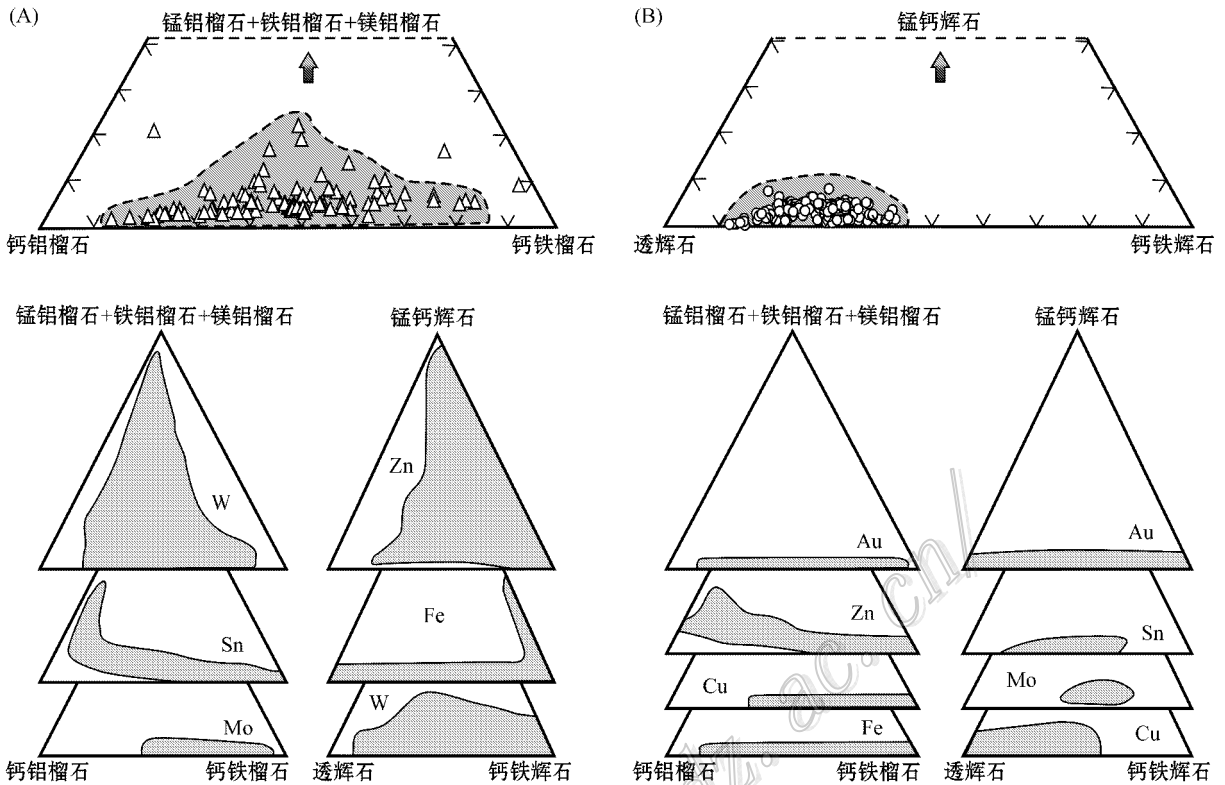 (A)
锰铝榴石+铁铝榴石+镁铝榴石
钙铝榴石
钙铁榴石
(B)
锰钙辉石
透辉石
钙铁辉石
锰铝榴石+铁铝榴石+镁铝榴石
W
Sn
Mo
钙铝榴石
钙铁榴石
锰钙辉石
Zn
Fe
W
透辉石
钙铁辉石
锰铝榴石+铁铝榴石+镁铝榴石
Au
Zn
Cu
Fe
钙铝榴石
钙铁榴石
锰钙辉石
Au
Sn
Mo
Cu
透辉石
钙铁辉石
z.ac.cn/